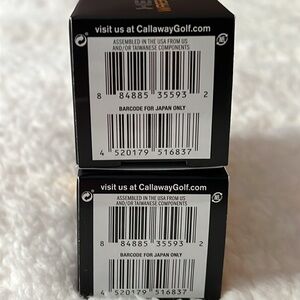 visit us at CallawayGolf.com
ASSEMBLED IN THE USA FROM US
AND/OR TAIWANESE COMPONENTS
8 84885 35593 2
BARCODE FOR JAPAN ONLY
4 520179 516837
visit us at CallawayGolf.com
ASSEMBLED IN THE USA FROM US
AND/OR TAIWANESE COMPONENTS
8 84885 35593 2
BARCODE FOR JAPAN ONLY
4 520179 516837